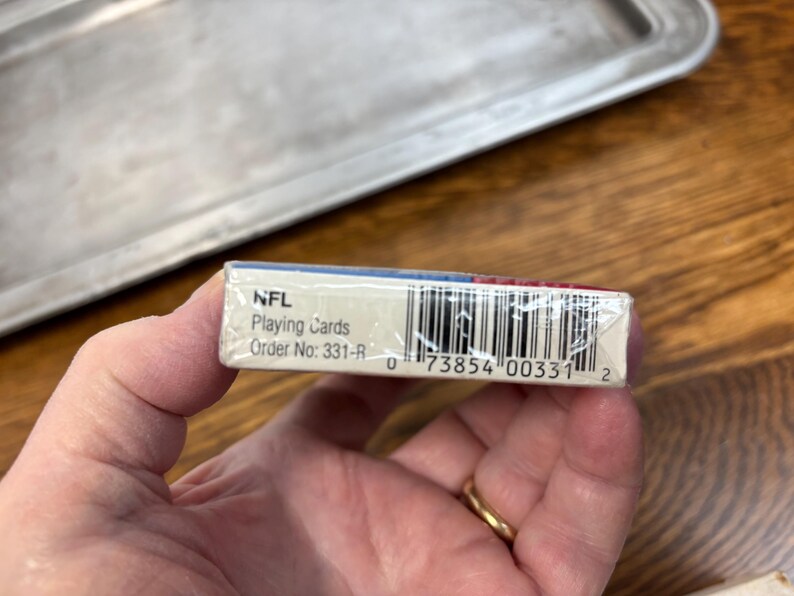 NFL
Playing Cards
Order No: 331-R
0 73854 00331 2